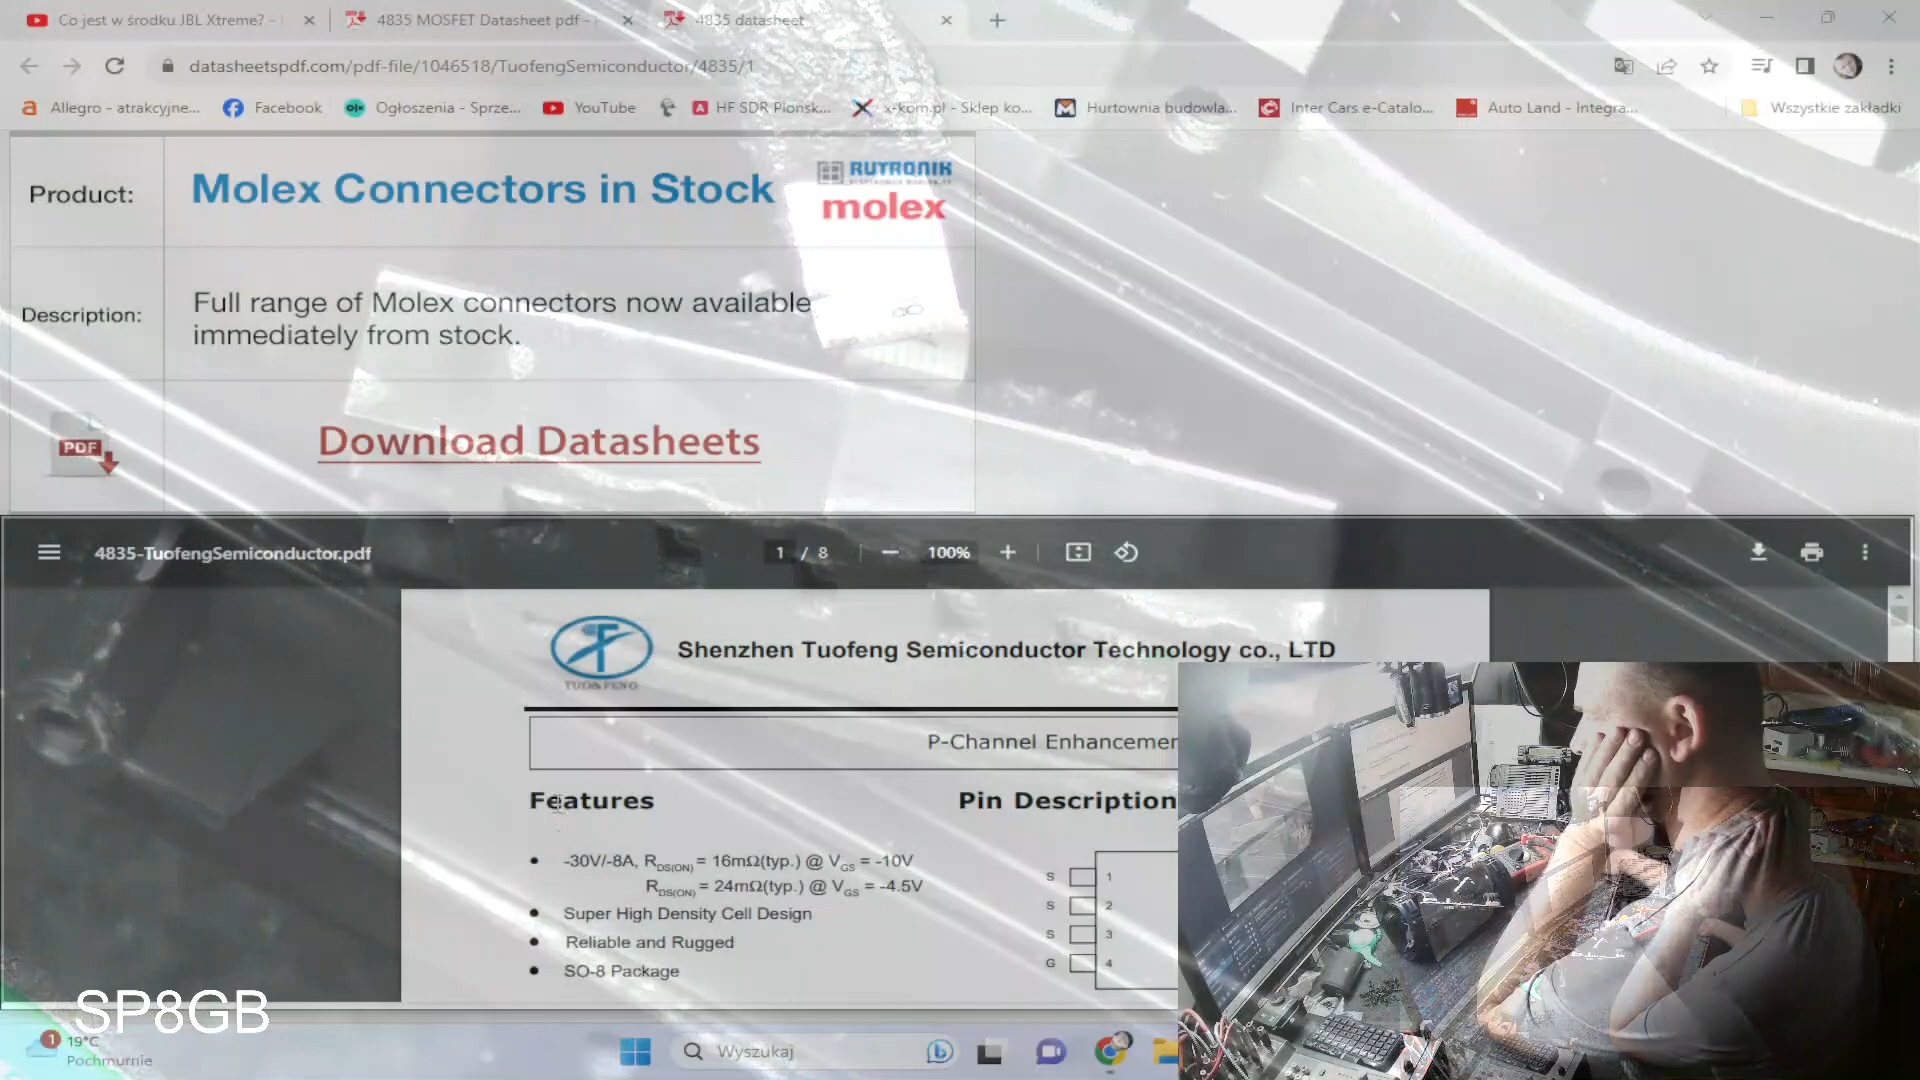 Co jest w środku JBL Xtreme? -
4835 MOSFET Datasheet pdf -
4835 datasheet
datasheetspdf.com/pdf-file/1046518/TuofengSemiconductor/4835/1
Allegro - atrakcyjne...
Facebook
Ogłoszenia - Sprze...
YouTube
HF SDR Plonsk...
x-kom.pl - Sklep ko...
Hurtownia budowla...
Inter Cars e-Catalo...
Auto Land - Integra...
Wszystkie zakładki
Product:
Molex Connectors in Stock
RUTRONIK
molex
Description:
Full range of Molex connectors now available
immediately from stock.
PDF
Download Datasheets
4835-TuofengSemiconductor.pdf
1 / 8
100%
Shenzhen Tuofeng Semiconductor Technology co., LTD
P-Channel Enhancemen
Features
Pin Description
-30V/-8A, RDS(ON) = 16mΩ(typ.) @ VGS = -10V
RDS(ON) = 24mΩ(typ.) @ VGS = -4.5V
Super High Density Cell Design
Reliable and Rugged
SO-8 Package
S 1
S 2
S 3
G 4
SP8GB
1
19°C
Pochmurnie
Wyszukaj